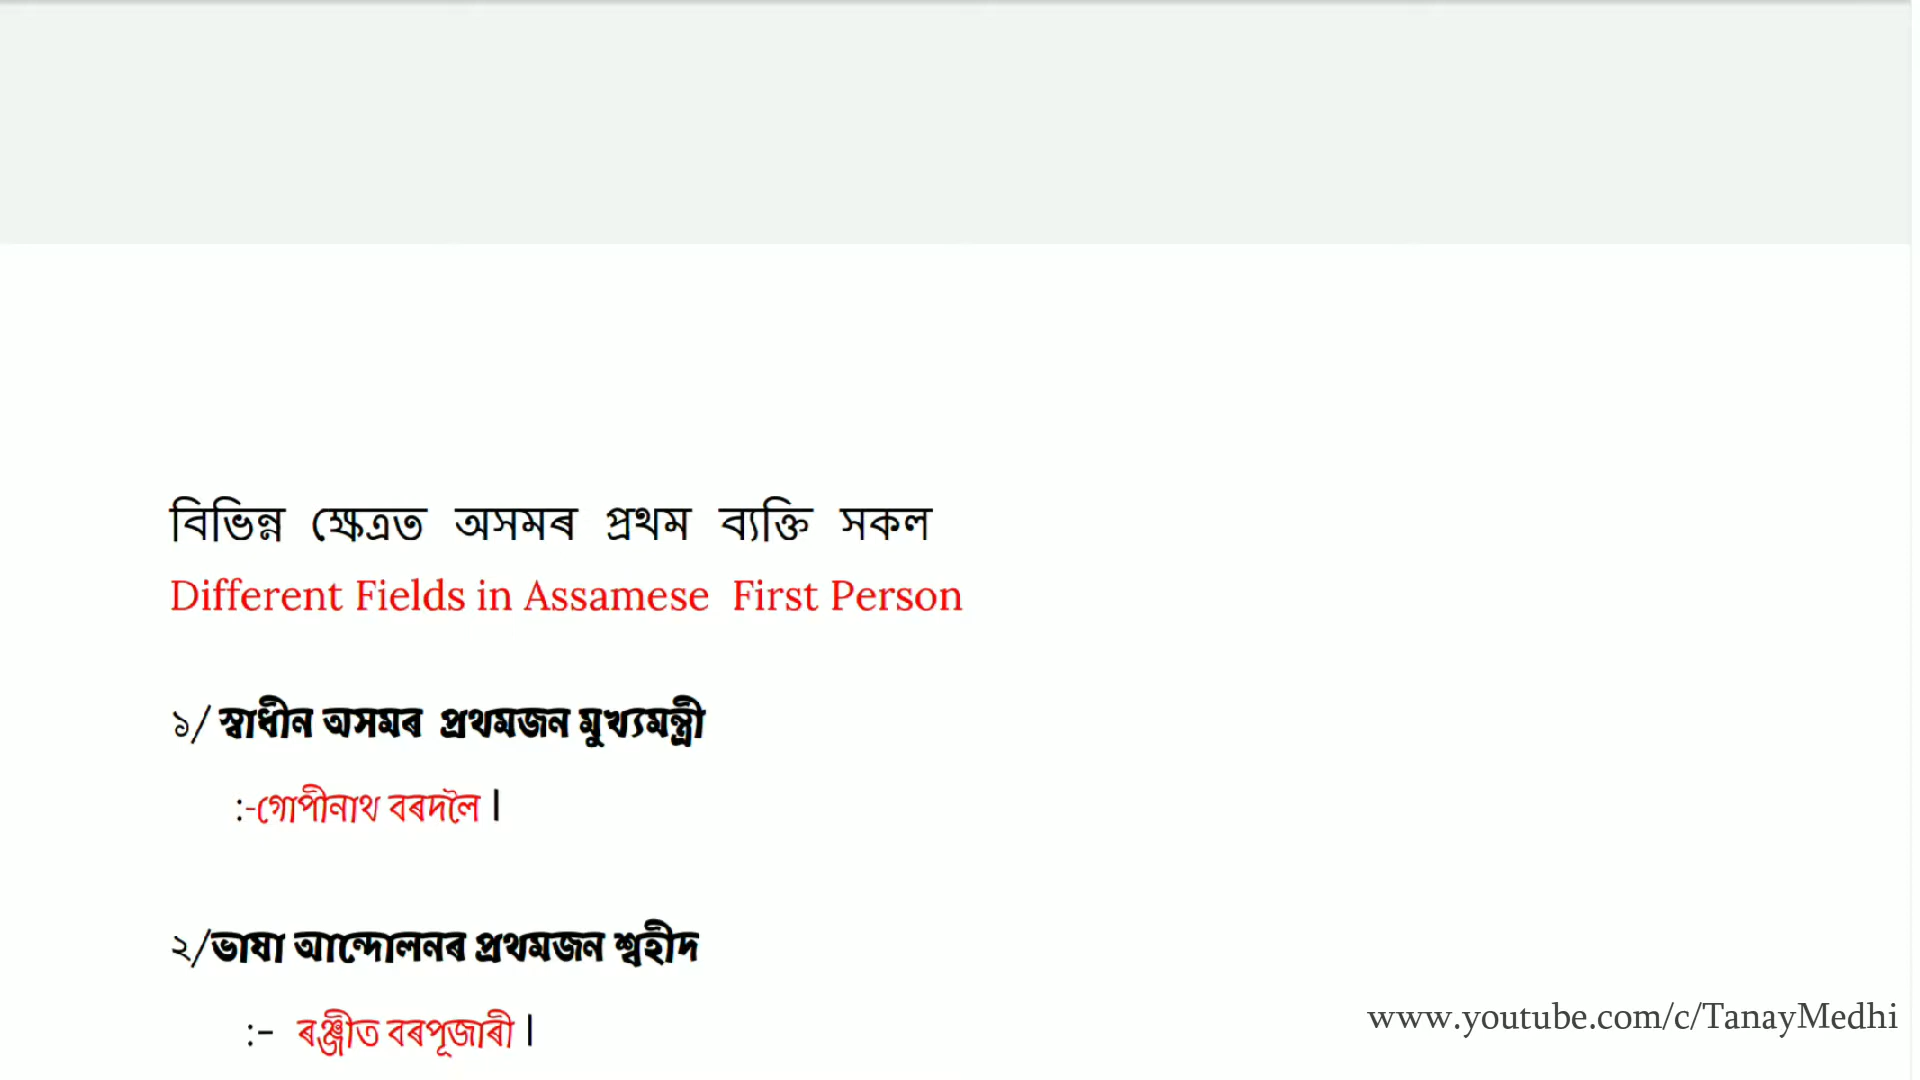 বিভিন্ন ক্ষেত্ৰত অসমৰ প্ৰথম ব্যক্তি সকল
Different Fields in Assamese First Person
১/ স্বাধীন অসমৰ প্ৰথমজন মুখ্যমন্ত্ৰী
:-গোপীনাথ বৰদলৈ ।
২/ভাষা আন্দোলনৰ প্ৰথমজন শ্বহীদ
:- ৰঞ্জীত বৰপূজাৰী ।
www.youtube.com/c/TanayMedhi